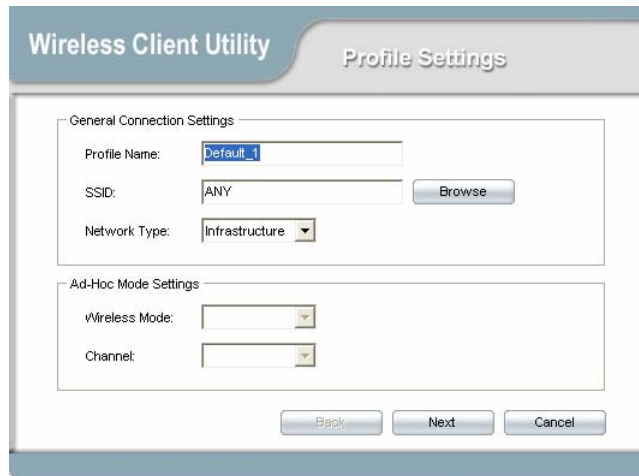 Wireless Client Utility
Profile Settings
General Connection Settings
Profile Name: Default_1
SSID: ANY Browse
Network Type: Infrastructure
Ad-Hoc Mode Settings
Wireless Mode:
Channel:
Back Next Cancel